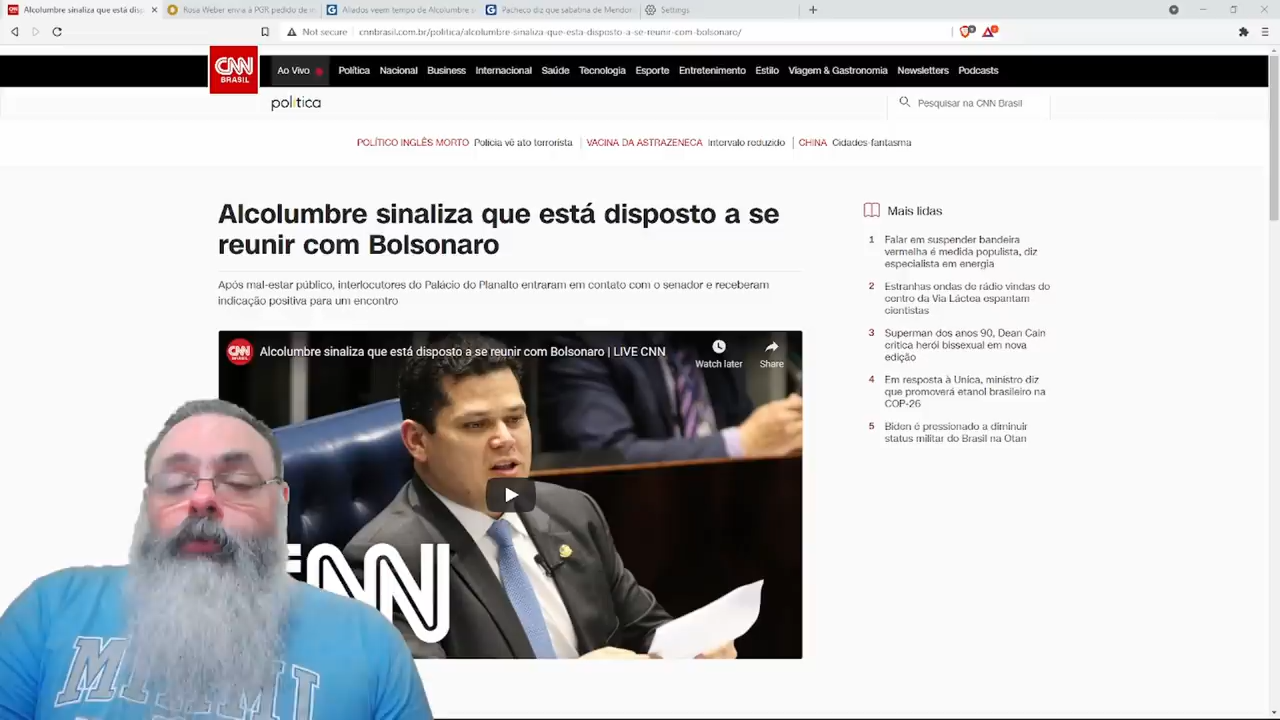 Alcolumbre sinaliza que está disp
Rosa Weber envia à PGR pedido de
Aliados veem tempo de Alcolumbre
Pacheco diz que sabatina de Mendon
Settings
Not secure
cnnbrasil.com.br/politica/alcolumbre-sinaliza-que-esta-disposto-a-se-reunir-com-bolsonaro/
CNN
BRASIL
Ao Vivo
Política
Nacional
Business
Internacional
Saúde
Tecnologia
Esporte
Entretenimento
Estilo
Viagem & Gastronomia
Newsletters
Podcasts
política
Pesquisar na CNN Brasil
POLÍTICO INGLÊS MORTO Polícia vê ato terrorista
VACINA DA ASTRAZENECA Intervalo reduzido
CHINA Cidades-fantasma
Alcolumbre sinaliza que está disposto a se
reunir com Bolsonaro
Após mal-estar público, interlocutores do Palácio do Planalto entraram em contato com o senador e receberam
indicação positiva para um encontro
CNN
Alcolumbre sinaliza que está disposto a se reunir com Bolsonaro | LIVE CNN
Watch later
Share
CNN
Mais lidas
1 Falar em suspender bandeira
vermelha é medida populista, diz
especialista em energia
2 Estranhas ondas de rádio vindas do
centro da Via Láctea espantam
cientistas
3 Superman dos anos 90, Dean Cain
critica herói bissexual em nova
edição
4 Em resposta à Unica, ministro diz
que promoverá etanol brasileiro na
COP-26
5 Biden é pressionado a diminuir
status militar do Brasil na Otan
MIAMI